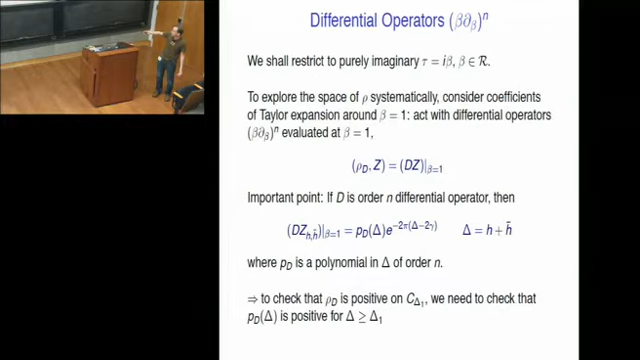 Differential Operators (β∂_β)^n
We shall restrict to purely imaginary τ = iβ, β ∈ R.
To explore the space of ρ systematically, consider coefficients
of Taylor expansion around β = 1: act with differential operators
(β∂_β)^n evaluated at β = 1,
(ρ_D, Z) = (DZ)|_{β=1}
Important point: If D is order n differential operator, then
(DZ_{h,h̃})|_{β=1} = p_D(Δ)e^{−2π(Δ−2γ)} Δ = h + h̃
where p_D is a polynomial in Δ of order n.
⇒ to check that ρ_D is positive on C_{Δ_1}, we need to check that
p_D(Δ) is positive for Δ ≥ Δ_1